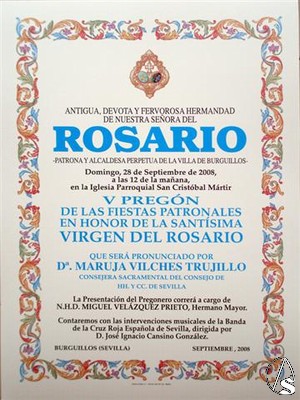 ANTIGUA, DEVOTA Y FERVOROSA HERMANDAD
DE NUESTRA SEÑORA DEL
ROSARIO
-PATRONA Y ALCALDESA PERPETUA DE LA VILLA DE BURGUILLOS-
Domingo, 28 de Septiembre de 2008,
a las 12 de la mañana,
en la Iglesia Parroquial San Cristóbal Mártir
V PREGÓN
DE LAS FIESTAS PATRONALES
EN HONOR DE LA SANTÍSIMA
VIRGEN DEL ROSARIO
QUE SERÁ PRONUNCIADO POR
Dª. MARUJA VILCHES TRUJILLO
CONSEJERA SACRAMENTAL DEL CONSEJO DE
HH. Y CC. DE SEVILLA
La Presentación del Pregonero correrá a cargo de
N.H.D. MIGUEL VELÁZQUEZ PRIETO, Hermano Mayor.
Contaremos con las intervenciones musicales de la Banda
de la Cruz Roja Española de Sevilla, dirigida por
D. José Ignacio Cansino González.
BURGUILLOS (SEVILLA) SEPTIEMBRE, 2008